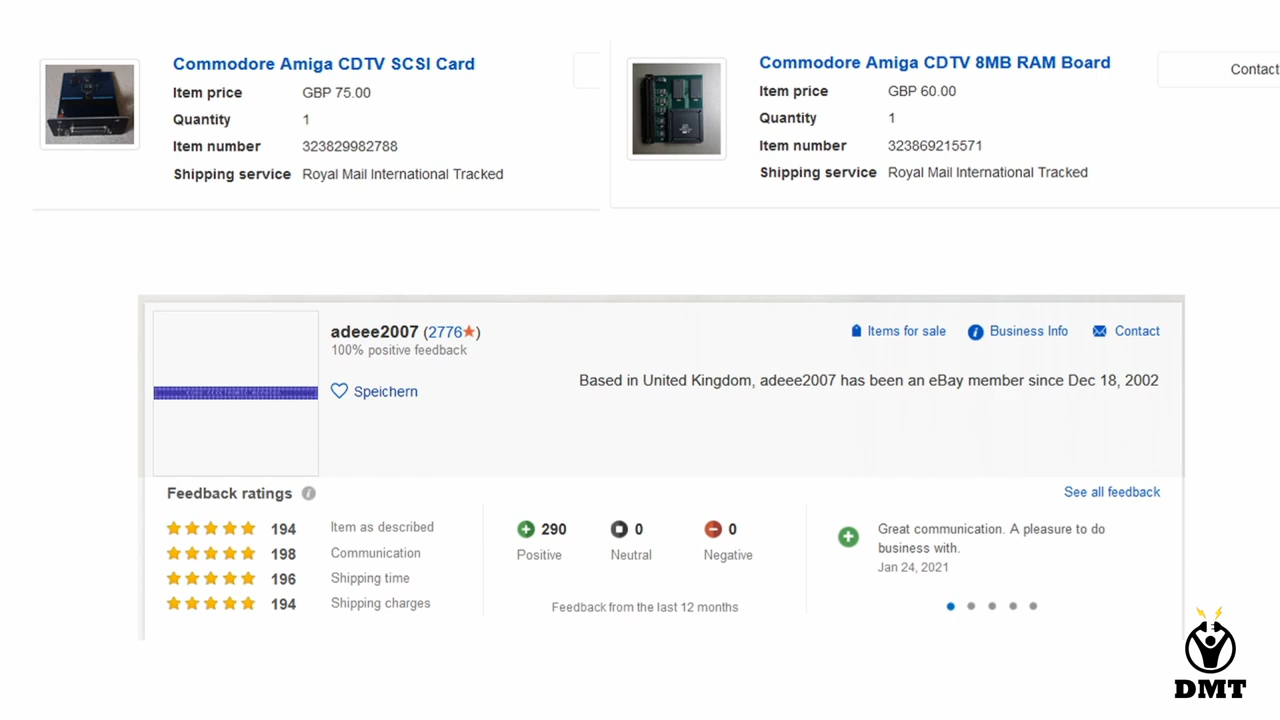 Commodore Amiga CDTV SCSI Card
Item price GBP 75.00
Quantity 1
Item number 323829982788
Shipping service Royal Mail International Tracked
Commodore Amiga CDTV 8MB RAM Board
Item price GBP 60.00
Quantity 1
Item number 323869215571
Shipping service Royal Mail International Tracked
Contact
adeee2007 (2776★)
100% positive feedback
Speichern
Items for sale
Business Info
Contact
Based in United Kingdom, adeee2007 has been an eBay member since Dec 18, 2002
Feedback ratings
See all feedback
194 Item as described
198 Communication
196 Shipping time
194 Shipping charges
290 0 0
Positive Neutral Negative
Feedback from the last 12 months
Great communication. A pleasure to do
business with.
Jan 24, 2021
DMT